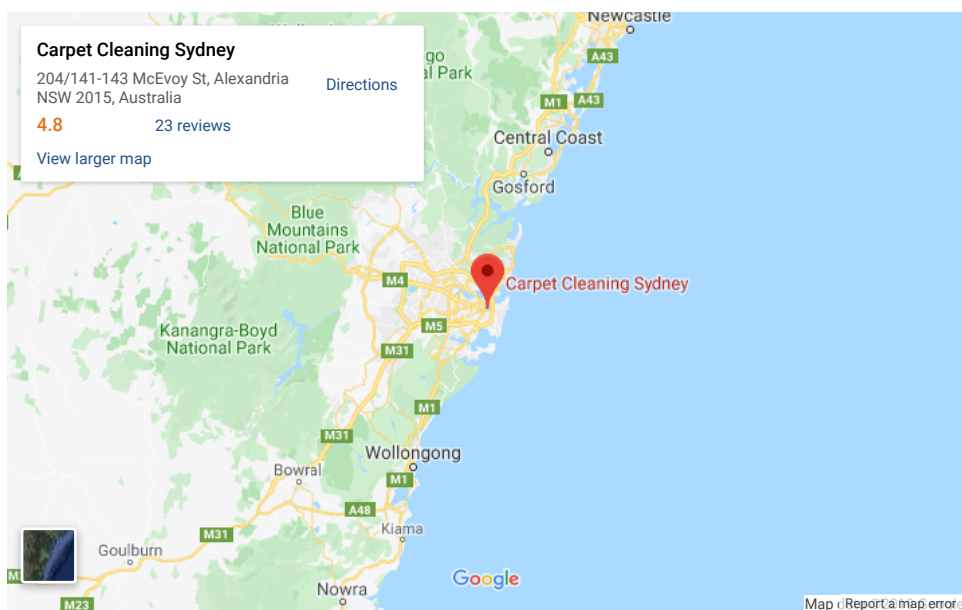 Newcastle
Carpet Cleaning Sydney
204/141-143 McEvoy St, Alexandria
NSW 2015, Australia
Directions
4.8
23 reviews
View larger map
go
al Park
A43
M1
A43
Central Coast
Gosford
Blue
Mountains
National Park
M4
Carpet Cleaning Sydney
M5
Kanangra-Boyd
National Park
M31
M1
M31
Wollongong
Bowral
M1
A48
M31
Kiama
Goulburn
Google
Nowra
M23
Map d
Report a map error